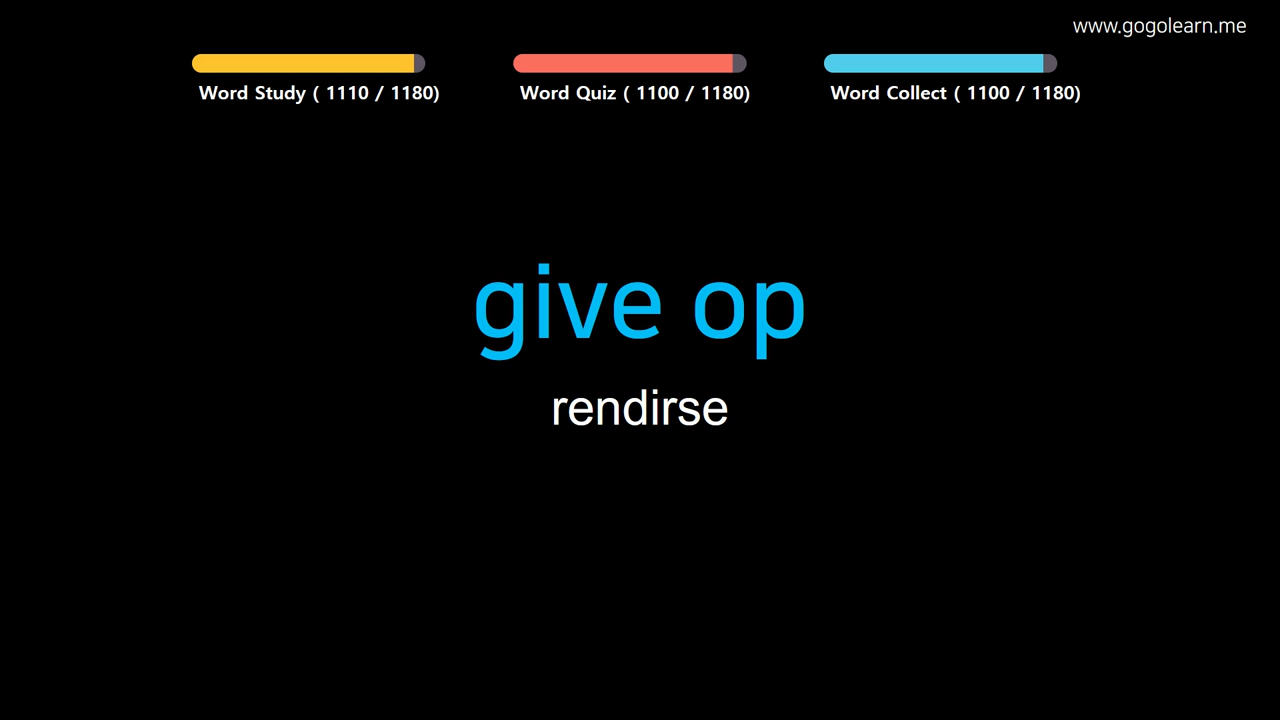 www.gogolearn.me
Word Study ( 1110 / 1180)
Word Quiz ( 1100 / 1180)
Word Collect ( 1100 / 1180)
give op
rendirse